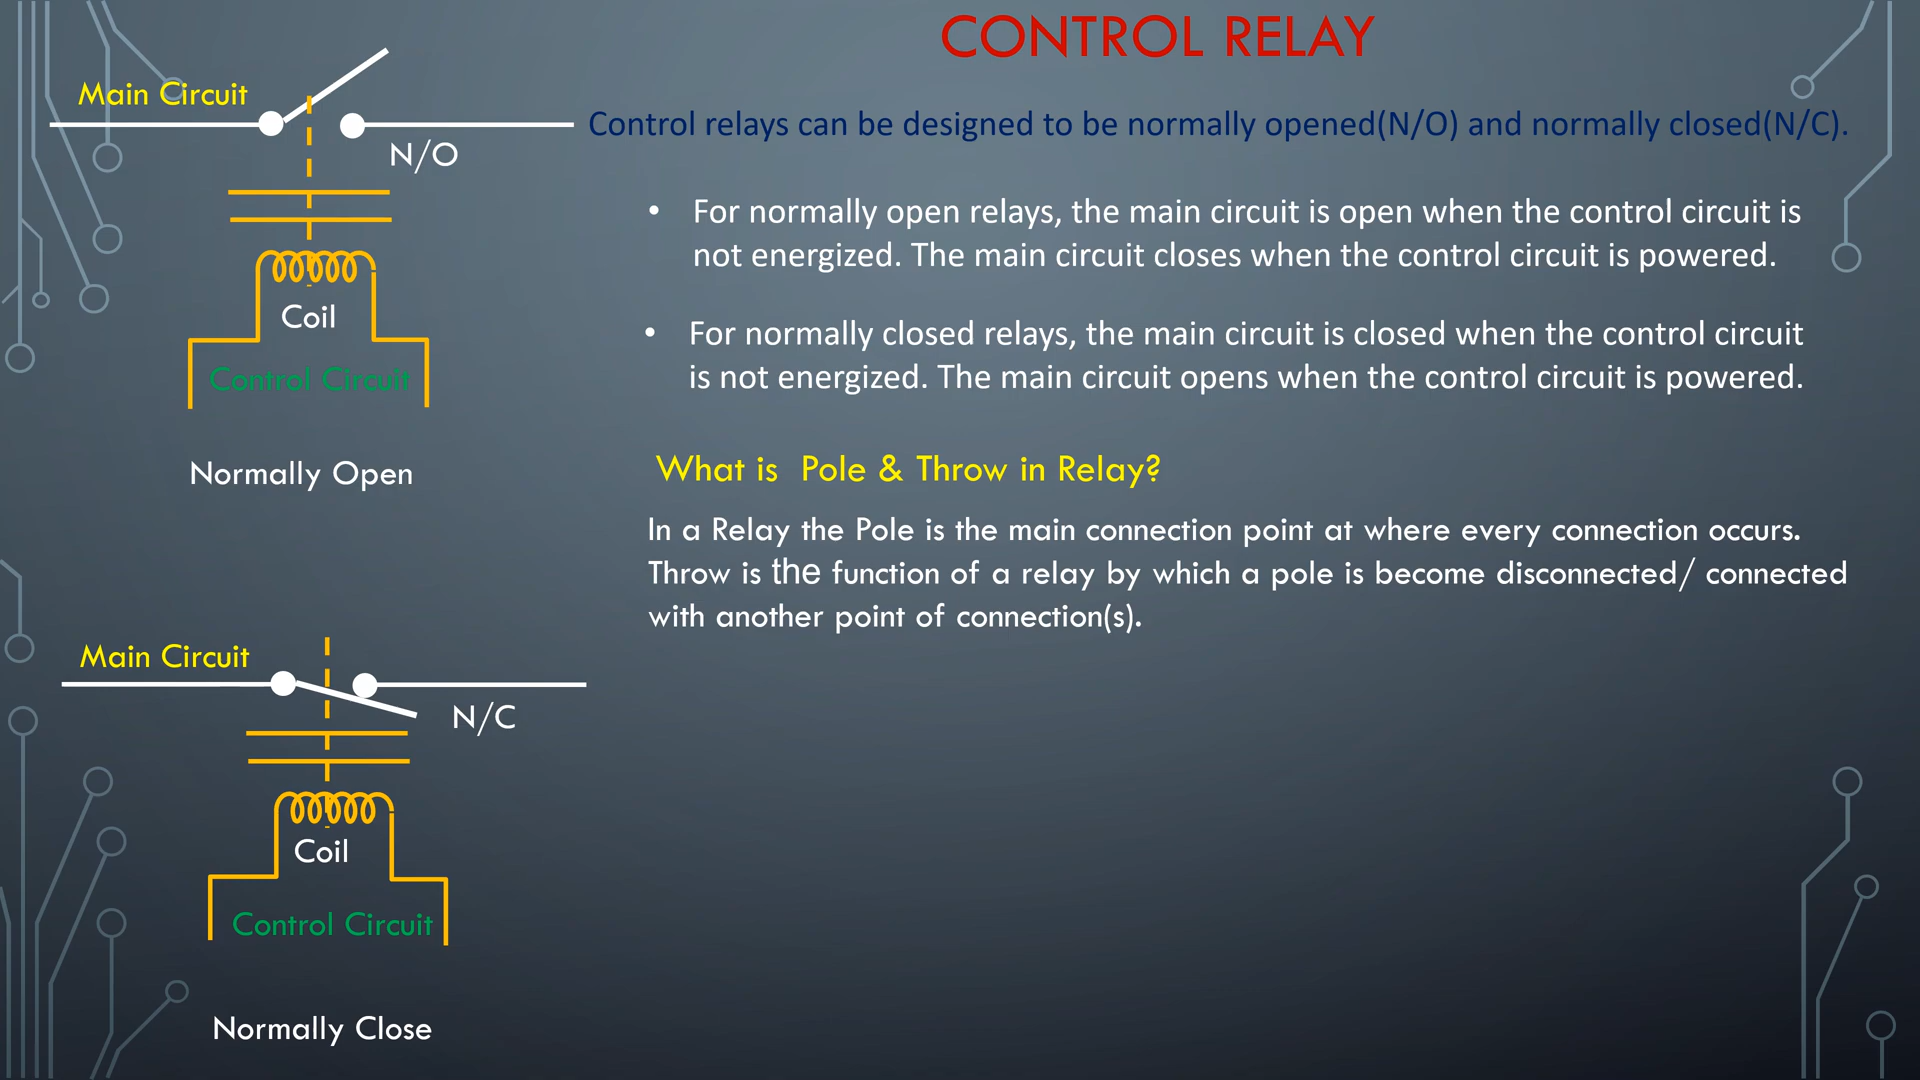 CONTROL RELAY
Main Circuit
N/O
Coil
Control Circuit
Normally Open
Control relays can be designed to be normally opened(N/O) and normally closed(N/C).
• For normally open relays, the main circuit is open when the control circuit is
not energized. The main circuit closes when the control circuit is powered.
• For normally closed relays, the main circuit is closed when the control circuit
is not energized. The main circuit opens when the control circuit is powered.
What is Pole & Throw in Relay?
In a Relay the Pole is the main connection point at where every connection occurs.
Throw is the function of a relay by which a pole is become disconnected/ connected
with another point of connection(s).
Main Circuit
N/C
Coil
Control Circuit
Normally Close